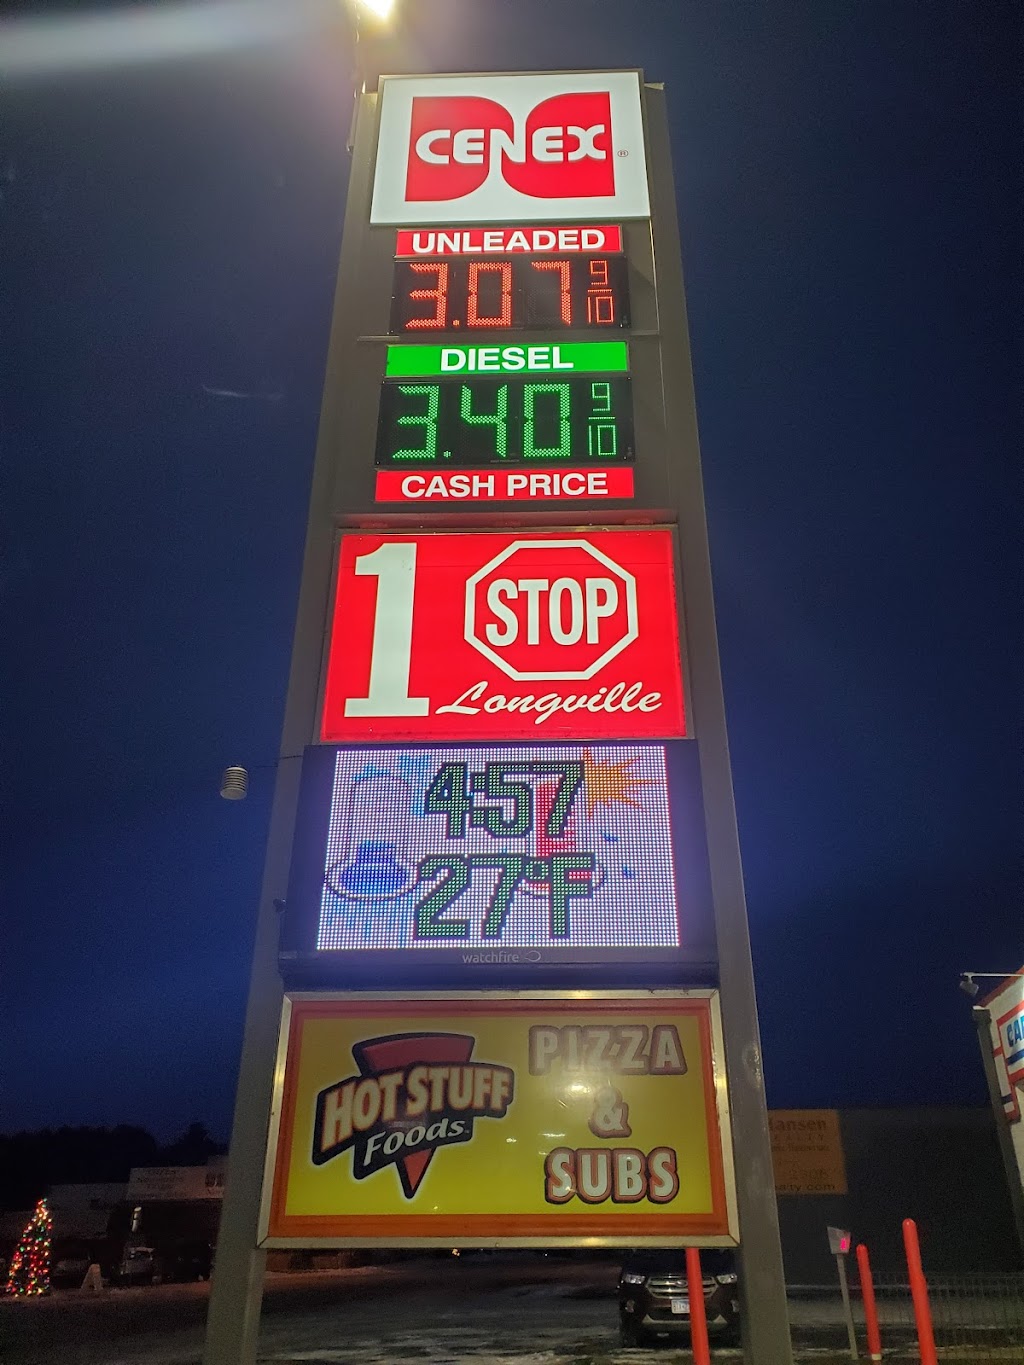 CENEX®
UNLEADED
3.07 9/10
DIESEL
3.40 9/10
CASH PRICE
1 STOP
Longville
4:57
27°F
watchfire
HOT STUFF
Foods
PIZZA
&
SUBS